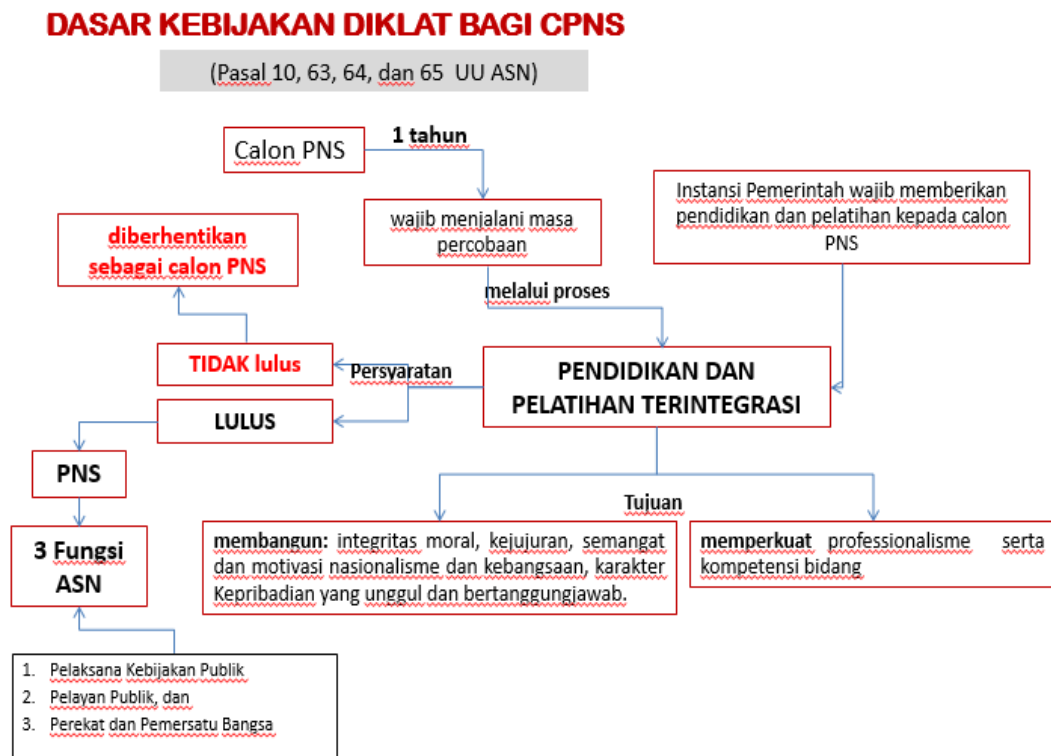 DASAR KEBIJAKAN DIKLAT BAGI CPNS
(Pasal 10, 63, 64, dan 65 UU ASN)
Calon PNS
1 tahun
wajib menjalani masa
percobaan
Instansi Pemerintah wajib memberikan
pendidikan dan pelatihan kepada calon
PNS
diberhentikan
sebagai calon PNS
melalui proses
TIDAK lulus
Persyaratan
PENDIDIKAN DAN
PELATIHAN TERINTEGRASI
LULUS
PNS
Tujuan
3 Fungsi
ASN
membangun: integritas moral, kejujuran, semangat
dan motivasi nasionalisme dan kebangsaan, karakter
Kepribadian yang unggul dan bertanggungjawab.
memperkuat professionalisme serta
kompetensi bidang
1. Pelaksana Kebijakan Publik
2. Pelayan Publik, dan
3. Perekat dan Pemersatu Bangsa